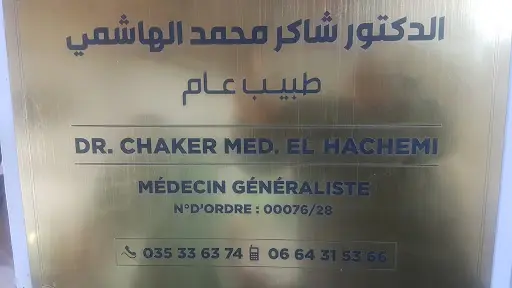 الدكتور شاكر محمد الهاشمي
طبيب عام
DR. CHAKER MED. EL HACHEMI
MÉDECIN GÉNÉRALISTE
N°D'ORDRE : 00076/28
035 33 63 74 06 64 31 53 66